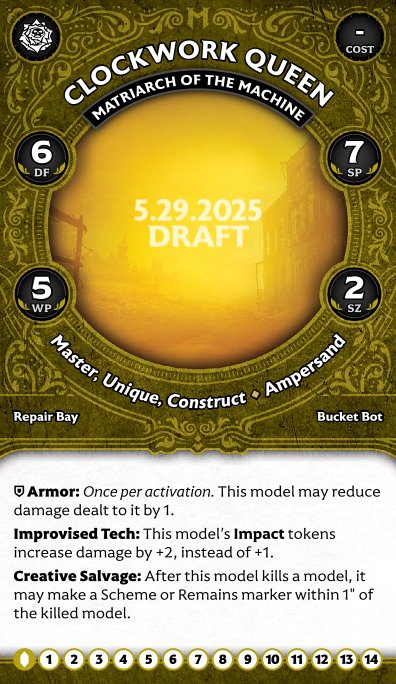 -
COST
CLOCKWORK QUEEN
MATRIARCH OF THE MACHINE
6
DF
7
SP
5.29.2025
DRAFT
5
WP
2
SZ
Master, Unique, Construct ◆ Ampersand
Repair Bay
Bucket Bot
Armor: Once per activation. This model may reduce
damage dealt to it by 1.
Improvised Tech: This model's Impact tokens
increase damage by +2, instead of +1.
Creative Salvage: After this model kills a model, it
may make a Scheme or Remains marker within 1" of
the killed model.
1 2 3 4 5 6 7 8 9 10 11 12 13 14